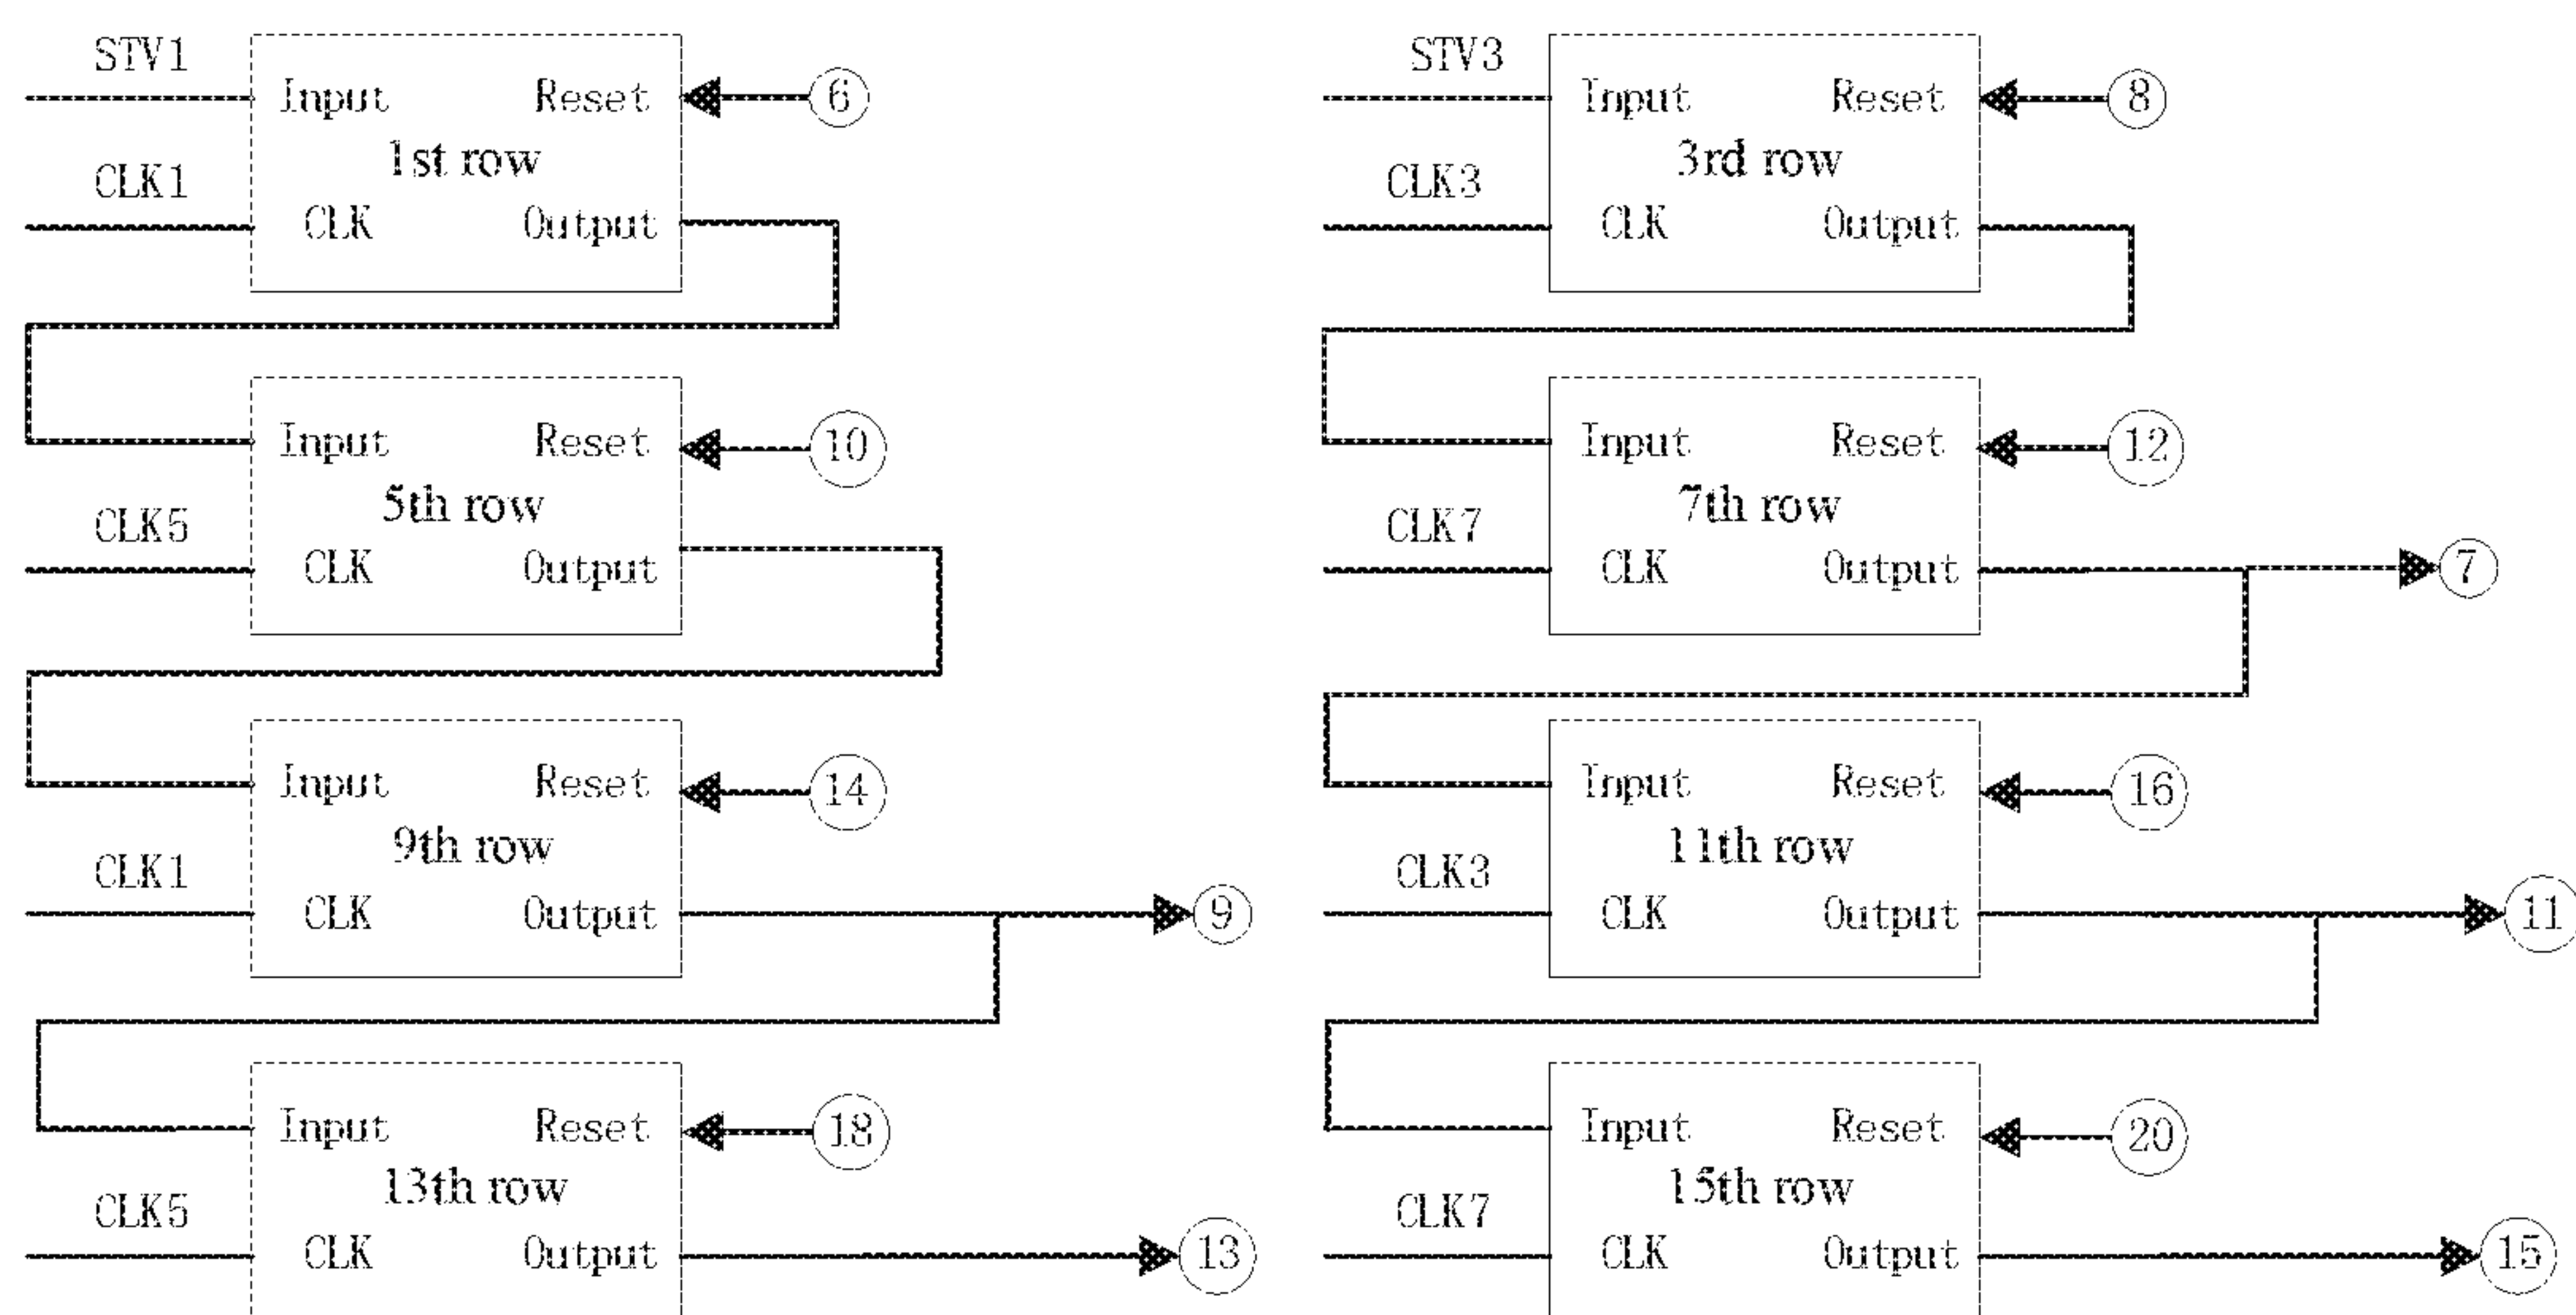 STV1
Input Reset 6
1st row
CLK1
CLK Output
Input Reset 10
5th row
CLK5
CLK Output
Input Reset 14
9th row
CLK1
CLK Output 9
Input Reset 18
13th row
CLK5
CLK Output 13
STV3
Input Reset 8
3rd row
CLK3
CLK Output
Input Reset 12
7th row
CLK7
CLK Output 7
Input Reset 16
11th row
CLK3
CLK Output 11
Input Reset 20
15th row
CLK7
CLK Output 15